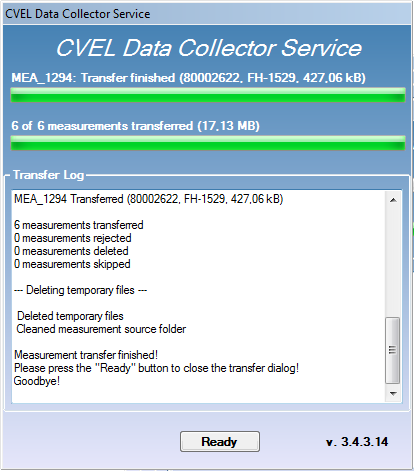 CVEL Data Collector Service
CVEL Data Collector Service
MEA_1294: Transfer finished (80002622, FH-1529, 427,06 kB)
6 of 6 measurements transferred (17,13 MB)
Transfer Log
MEA_1294 Transferred (80002622, FH-1529, 427,06 kB)
6 measurements transferred
0 measurements rejected
0 measurements deleted
0 measurements skipped
--- Deleting temporary files ---
Deleted temporary files
Cleaned measurement source folder
Measurement transfer finished!
Please press the "Ready" button to close the transfer dialog!
Goodbye!
Ready
v. 3.4.3.14